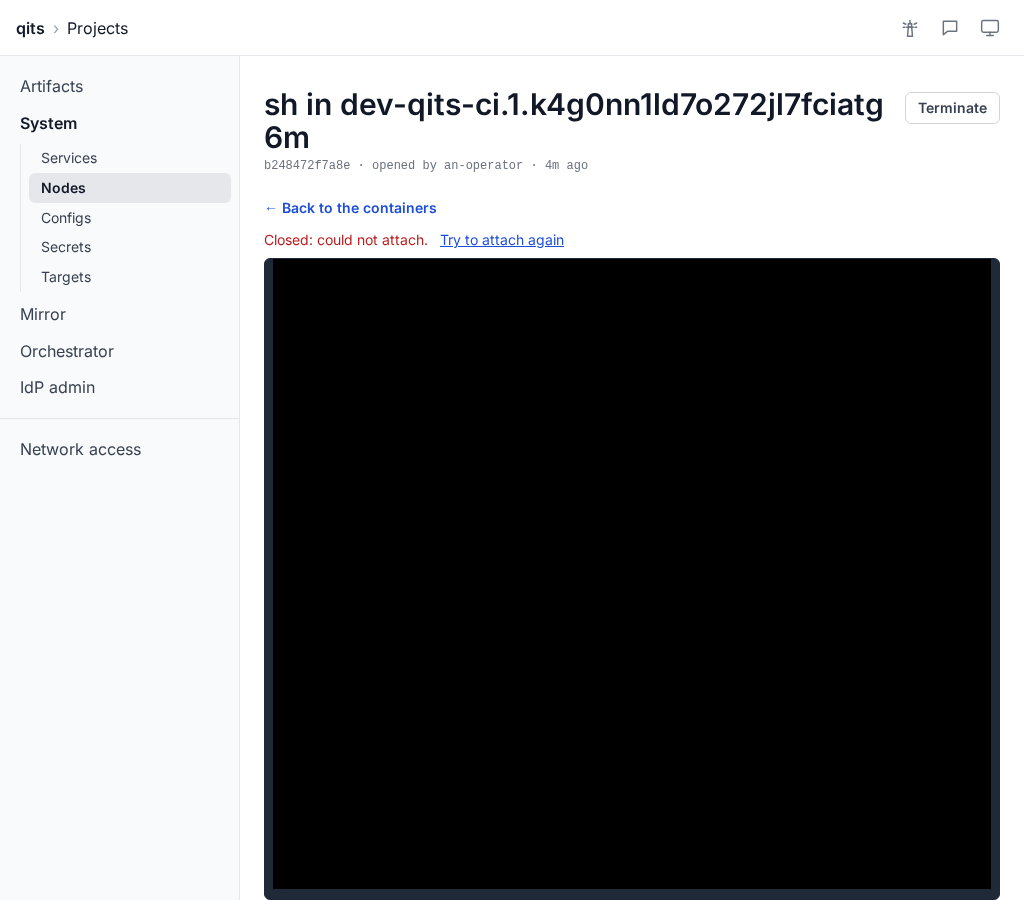 qits › Projects
Artifacts
System
Services
Nodes
Configs
Secrets
Targets
Mirror
Orchestrator
IdP admin
Network access
sh in dev-qits-ci.1.k4g0nn1ld7o272jl7fciatg
6m
Terminate
b248472f7a8e · opened by an-operator · 4m ago
← Back to the containers
Closed: could not attach. Try to attach again